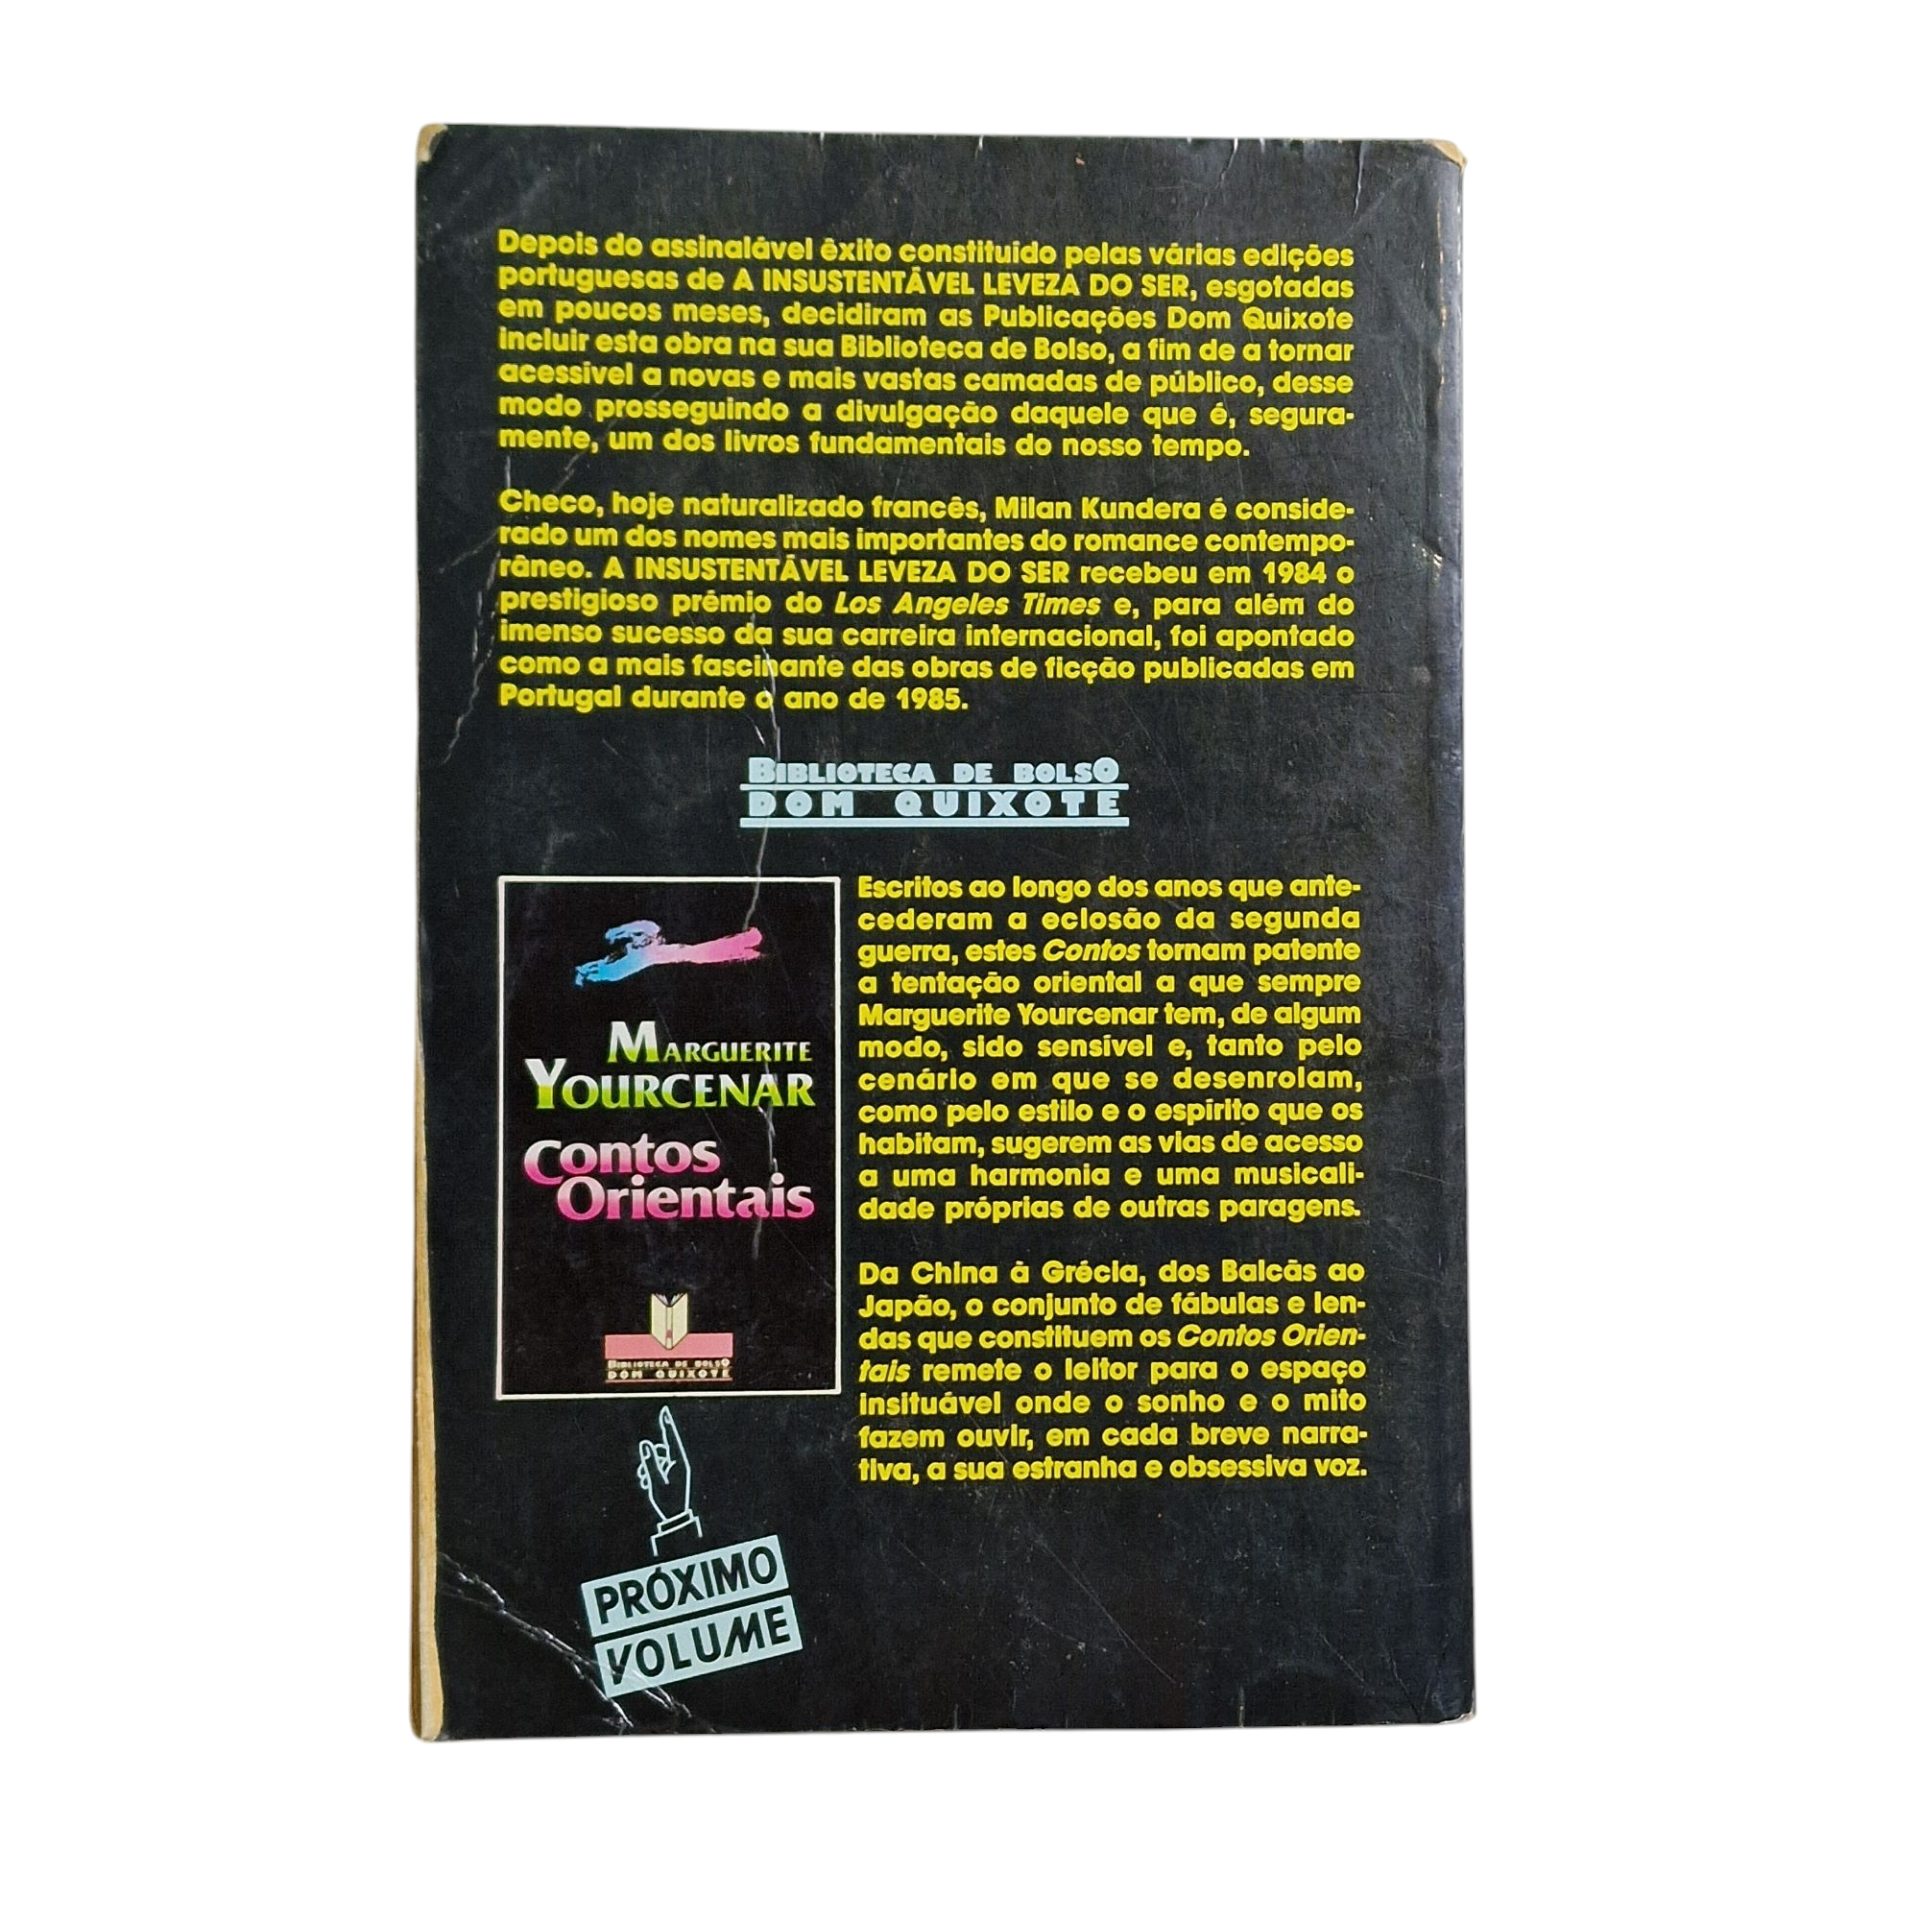 Depois do assinalável êxito constituído pelas várias edições
portuguesas de A INSUSTENTÁVEL LEVEZA DO SER, esgotadas
em poucos meses, decidiram as Publicações Dom Quixote
incluir esta obra na sua Biblioteca de Bolso, a fim de a tornar
acessível a novas e mais vastas camadas de público, desse
modo prosseguindo a divulgação daquele que é, segura-
mente, um dos livros fundamentais do nosso tempo.
Checo, hoje naturalizado francês, Milan Kundera é conside-
rado um dos nomes mais importantes do romance contempo-
râneo. A INSUSTENTÁVEL LEVEZA DO SER recebeu em 1984 o
prestigioso prémio do Los Angeles Times e, para além do
imenso sucesso da sua carreira internacional, foi apontado
como a mais fascinante das obras de ficção publicadas em
Portugal durante o ano de 1985.
BIBLIOTECA DE BOLSO
DOM QUIXOTE
MARGUERITE
YOURCENAR
Contos
Orientais
BIBLIOTECA DE BOLSO
DOM QUIXOTE
PRÓXIMO
VOLUME
Escritos ao longo dos anos que ante-
cederam a eclosão da segunda
guerra, estes Contos tornam patente
a tentação oriental a que sempre
Marguerite Yourcenar tem, de algum
modo, sido sensível e, tanto pelo
cenário em que se desenrolam,
como pelo estilo e o espírito que os
habitam, sugerem as vias de acesso
a uma harmonia e uma musicali-
dade próprias de outras paragens.
Da China à Grécia, dos Balcãs ao
Japão, o conjunto de fábulas e len-
das que constituem os Contos Orien-
tais remete o leitor para o espaço
insituável onde o sonho e o mito
fazem ouvir, em cada breve narra-
tiva, a sua estranha e obsessiva voz.